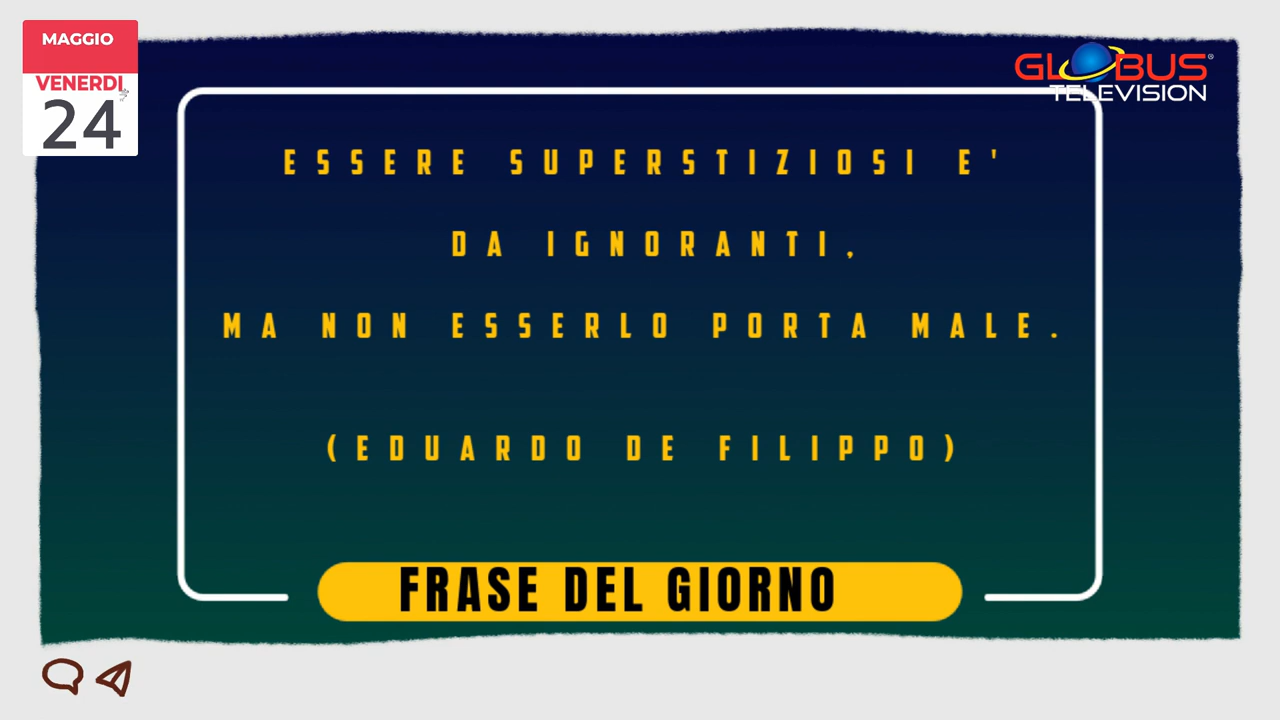 MAGGIO
VENERDI
24
GLOBUS®
TELEVISION
ESSERE SUPERSTIZIOSI E'
DA IGNORANTI,
MA NON ESSERLO PORTA MALE.
(EDUARDO DE FILIPPO)
FRASE DEL GIORNO